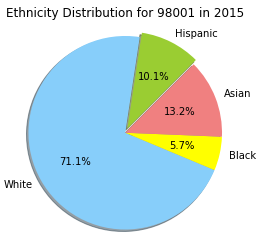 Ethnicity Distribution for 98001 in 2015
Hispanic
10.1%
Asian
13.2%
5.7%
Black
71.1%
White